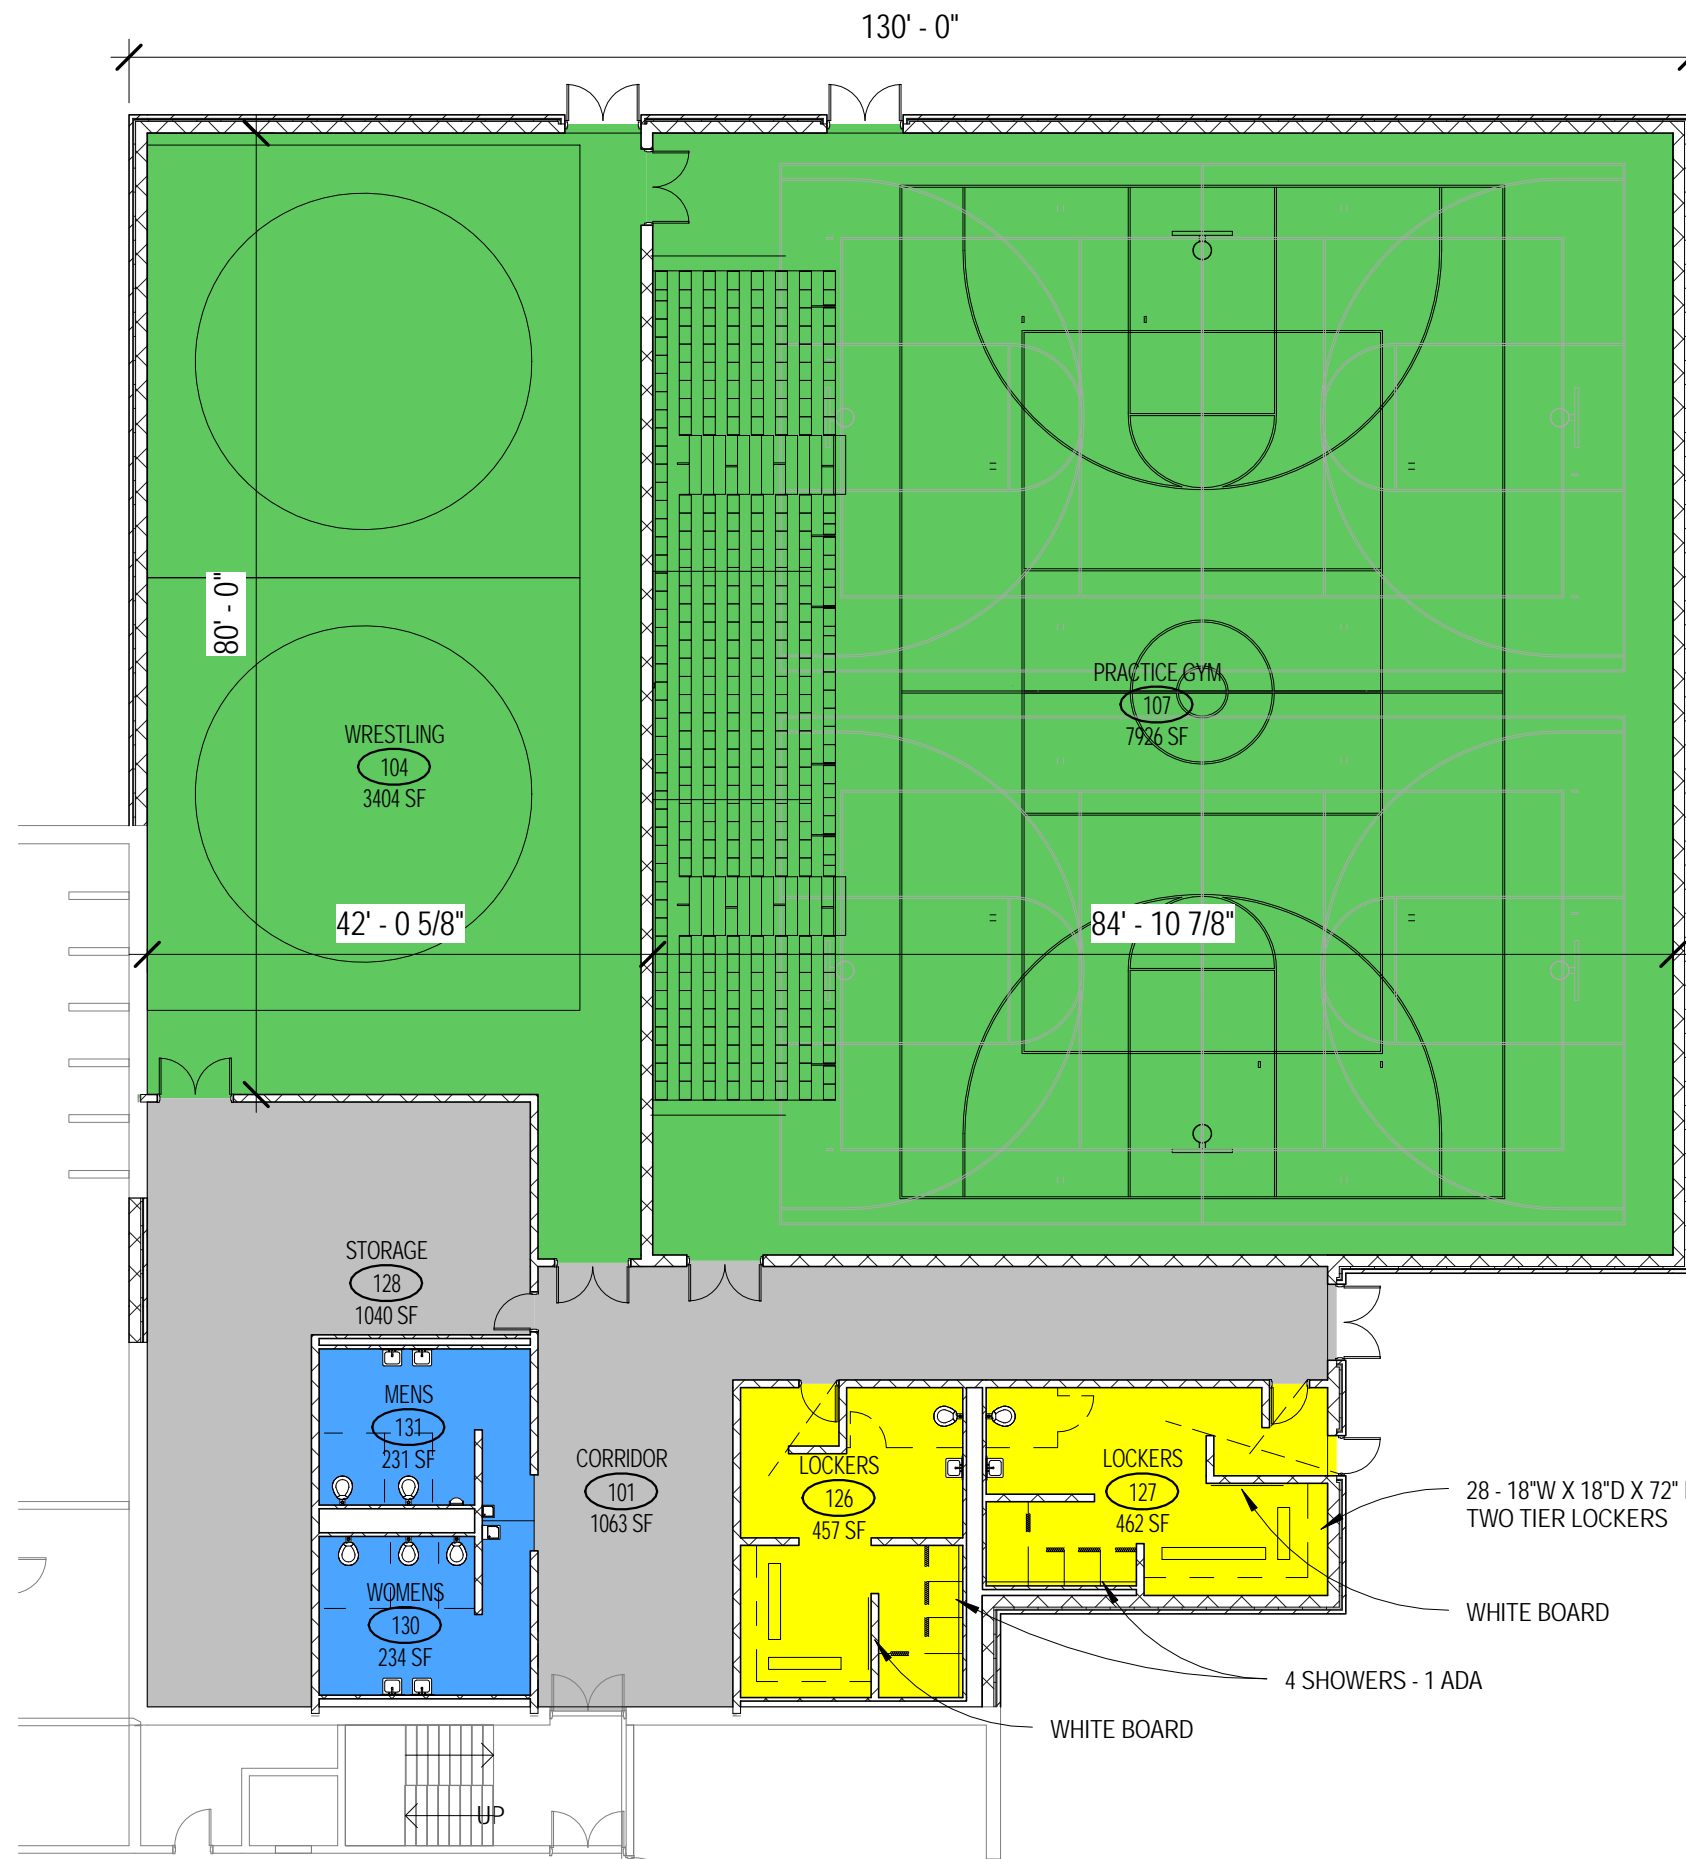 130' - 0"
80' - 0"
WRESTLING
104
3404 SF
PRACTICE GYM
107
7926 SF
42' - 0 5/8"
84' - 10 7/8"
STORAGE
128
1040 SF
MENS
131
231 SF
CORRIDOR
101
1063 SF
LOCKERS
126
457 SF
LOCKERS
127
462 SF
28 - 18"W X 18"D X 72"
TWO TIER LOCKERS
WOMENS
130
234 SF
WHITE BOARD
4 SHOWERS - 1 ADA
WHITE BOARD
UP